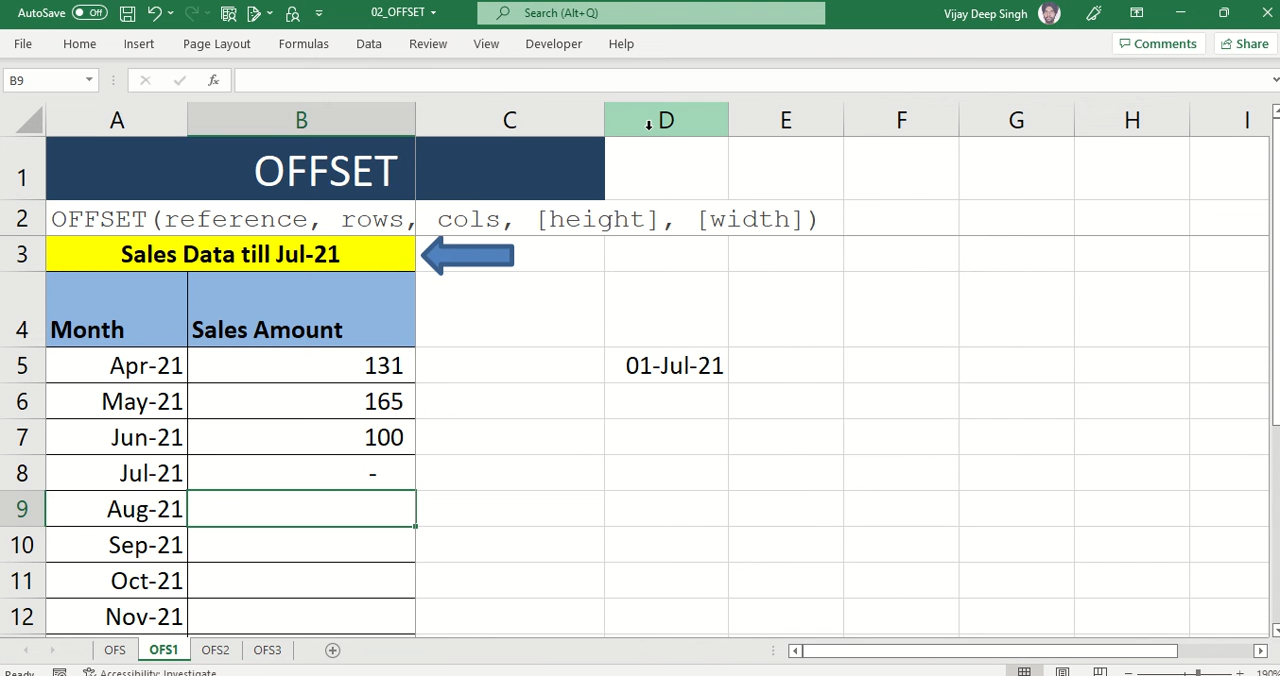 AutoSave Off 02_OFFSET Search (Alt+Q) Vijay Deep Singh
File Home Insert Page Layout Formulas Data Review View Developer Help Comments Share
B9 fx
A B C D E F G H I
1 OFFSET
2 OFFSET(reference, rows, cols, [height], [width])
3 Sales Data till Jul-21
4 Month Sales Amount
5 Apr-21 131 01-Jul-21
6 May-21 165
7 Jun-21 100
8 Jul-21 -
9 Aug-21
10 Sep-21
11 Oct-21
12 Nov-21
OFS OFS1 OFS2 OFS3
Ready Accessibility: Investigate 190%